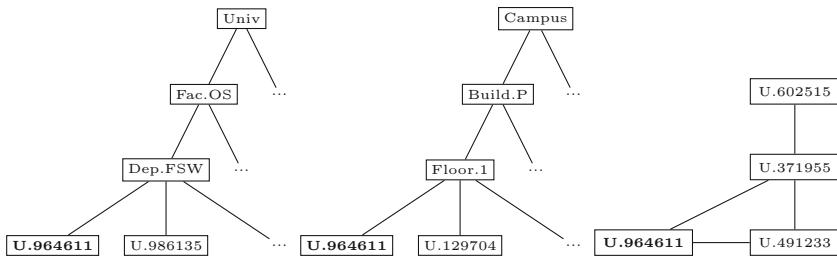 Univ
Campus
Fac.OS
...
Build.P
...
U.602515
Dep.FSW
...
Floor.1
...
U.371955
U.964611
U.986135
...
U.964611
U.129704
...
U.964611
U.491233